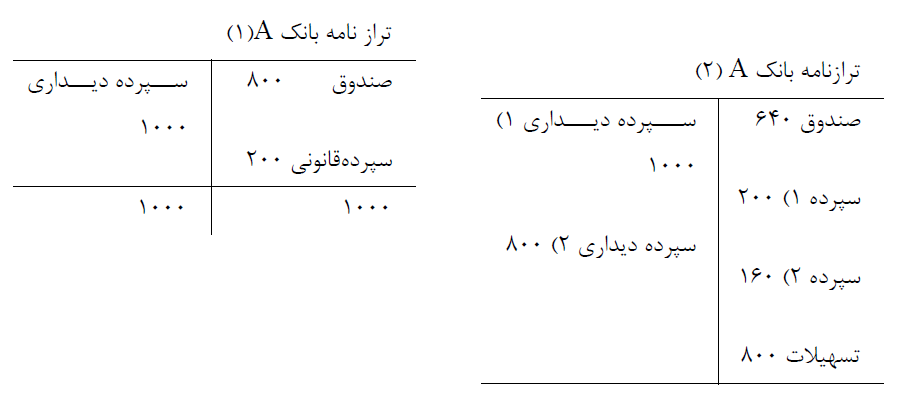 تراز نامه بانک A(۱)
صندوق ۸۰۰
سپرده دیداری
۱۰۰۰
سپرده‌قانونی ۲۰۰
۱۰۰۰
۱۰۰۰
ترازنامه بانک A (۲)
صندوق ۶۴۰
سپرده دیداری ۱)
۱۰۰۰
سپرده ۱) ۲۰۰
سپرده دیداری ۲) ۸۰۰
سپرده ۲) ۱۶۰
تسهیلات ۸۰۰